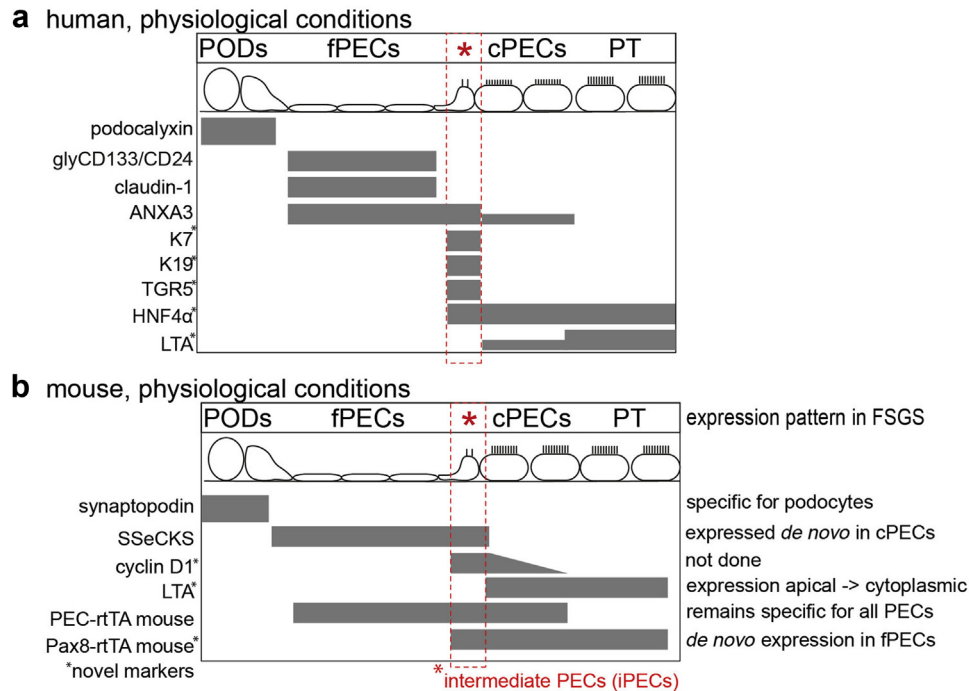 a human, physiological conditions
PODs fPECs * cPECs PT
podocalyxin
glyCD133/CD24
claudin-1
ANXA3
K7*
K19*
TGR5*
HNF4α*
LTA*
b mouse, physiological conditions
PODs fPECs * cPECs PT expression pattern in FSGS
synaptopodin specific for podocytes
SSeCKS expressed de novo in cPECs
cyclin D1* not done
LTA* expression apical -> cytoplasmic
PEC-rtTA mouse remains specific for all PECs
Pax8-rtTA mouse* de novo expression in fPECs
*novel markers *intermediate PECs (iPECs)